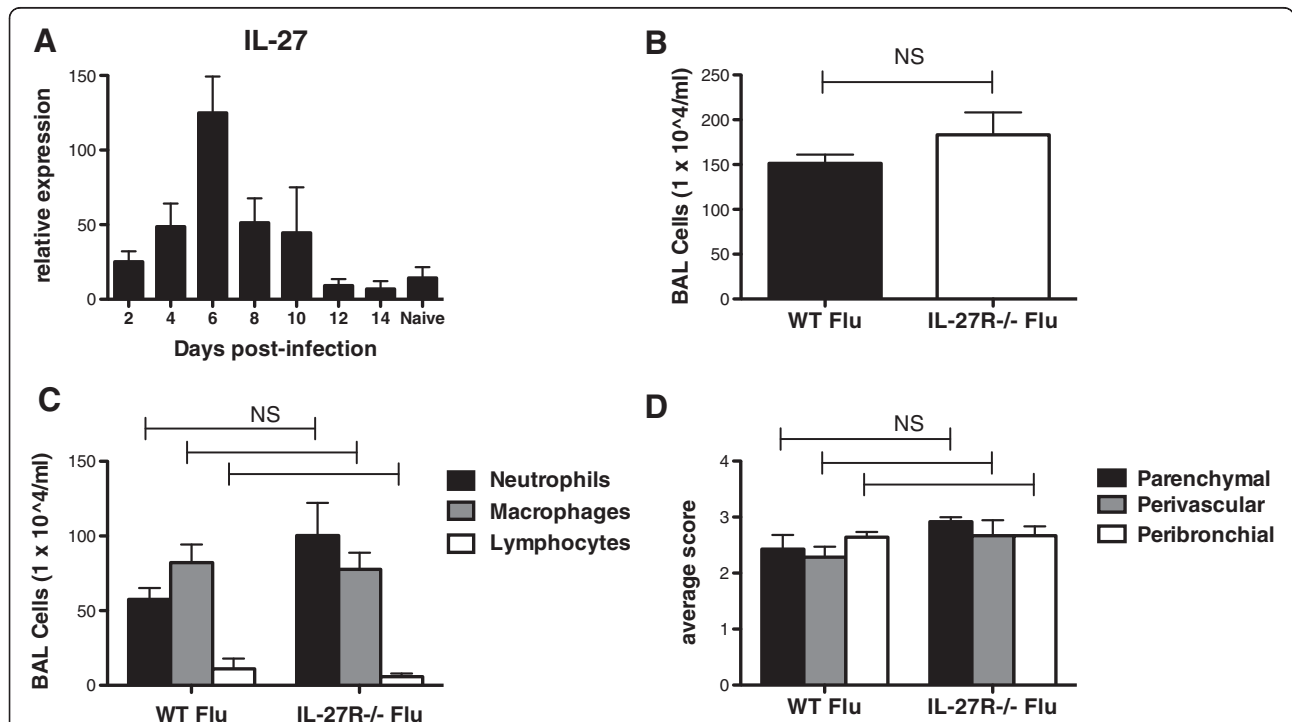 A
IL-27
relative expression
150
100
50
0
2 4 6 8 10 12 14 Naive
Days post-infection
B
NS
BAL Cells (1 x 10^4/ml)
250
200
150
100
50
0
WT Flu IL-27R-/- Flu
C
NS
BAL Cells (1 x 10^4/ml)
150
100
50
0
WT Flu IL-27R-/- Flu
Neutrophils
Macrophages
Lymphocytes
D
NS
average score
4
3
2
1
0
WT Flu IL-27R-/- Flu
Parenchymal
Perivascular
Peribronchial